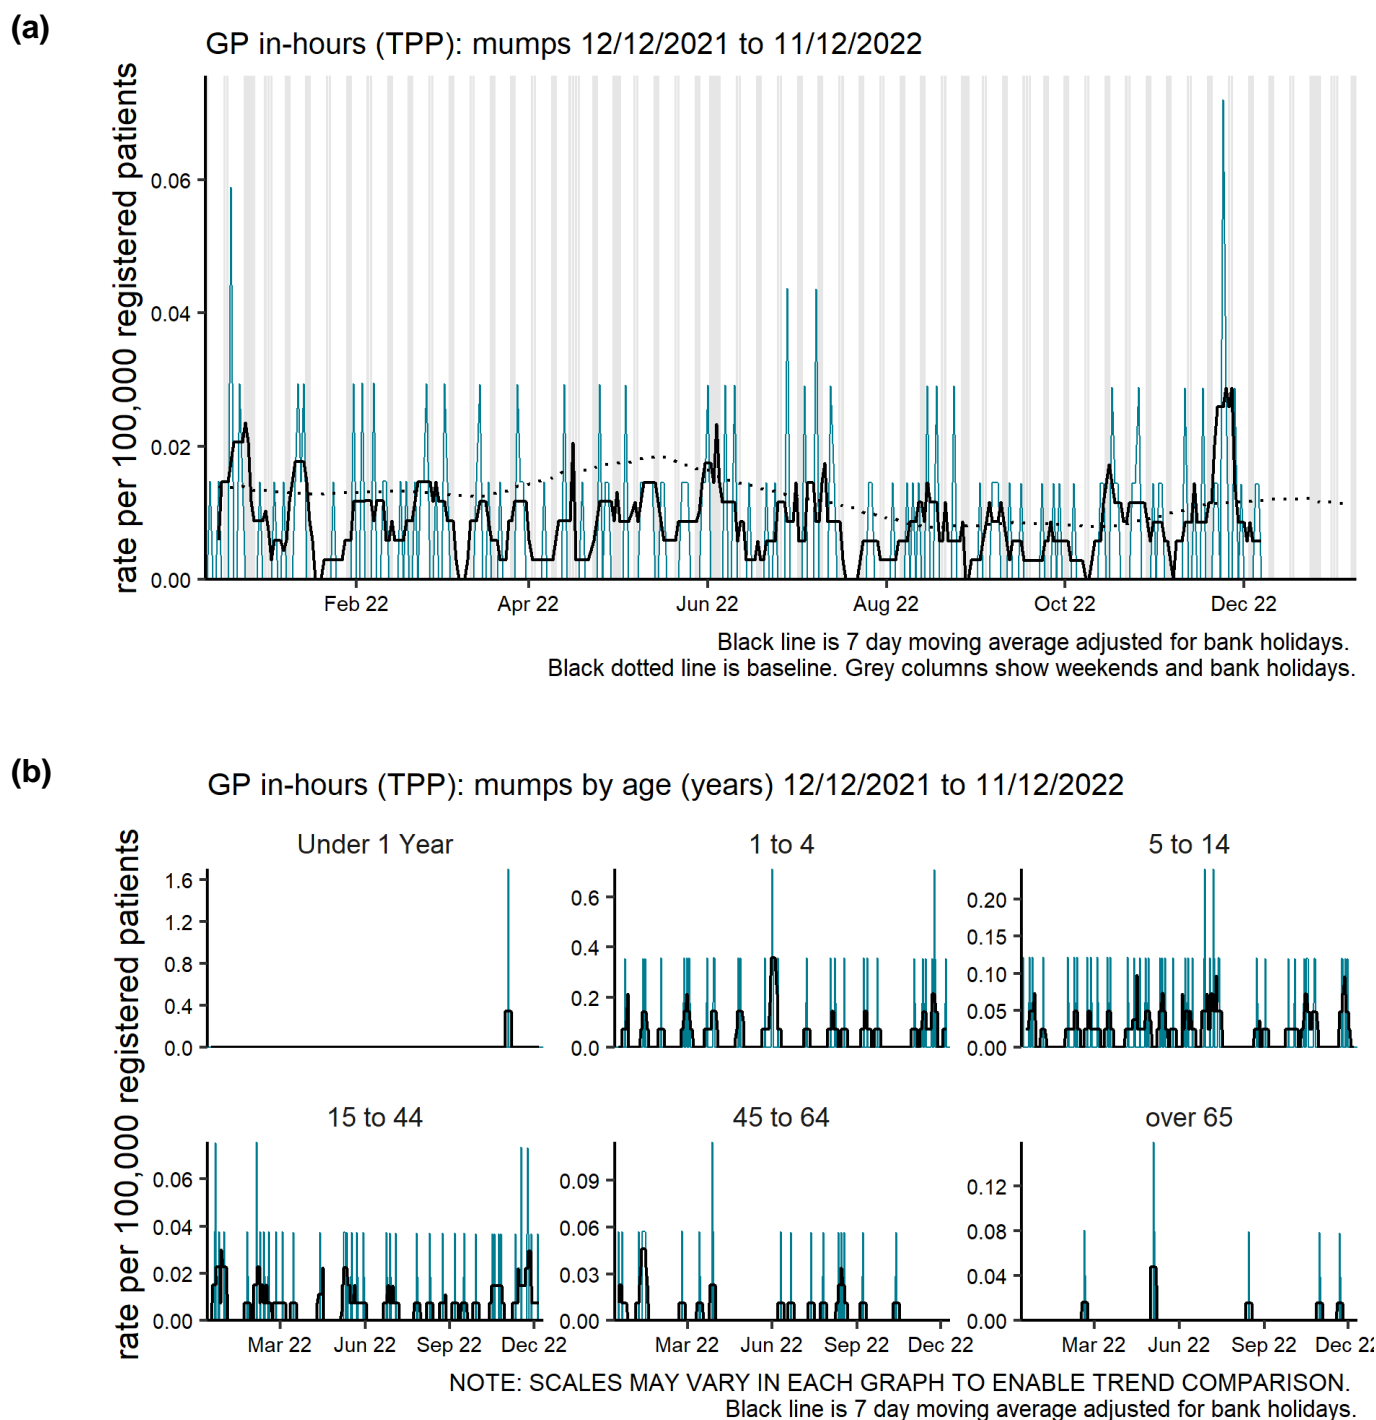 (a)
GP in-hours (TPP): mumps 12/12/2021 to 11/12/2022
rate per 100,000 registered patients
0.06
0.04
0.02
0.00
Feb 22
Apr 22
Jun 22
Aug 22
Oct 22
Dec 22
Black line is 7 day moving average adjusted for bank holidays.
Black dotted line is baseline. Grey columns show weekends and bank holidays.
(b)
GP in-hours (TPP): mumps by age (years) 12/12/2021 to 11/12/2022
rate per 100,000 registered patients
Under 1 Year
1.6
1.2
0.8
0.4
0.0
1 to 4
0.6
0.4
0.2
0.0
5 to 14
0.20
0.15
0.10
0.05
0.00
15 to 44
0.06
0.04
0.02
0.00
Mar 22
Jun 22
Sep 22
Dec 22
45 to 64
0.09
0.06
0.03
0.00
Mar 22
Jun 22
Sep 22
Dec 22
over 65
0.12
0.08
0.04
0.00
Mar 22
Jun 22
Sep 22
Dec 22
NOTE: SCALES MAY VARY IN EACH GRAPH TO ENABLE TREND COMPARISON.
Black line is 7 day moving average adjusted for bank holidays.